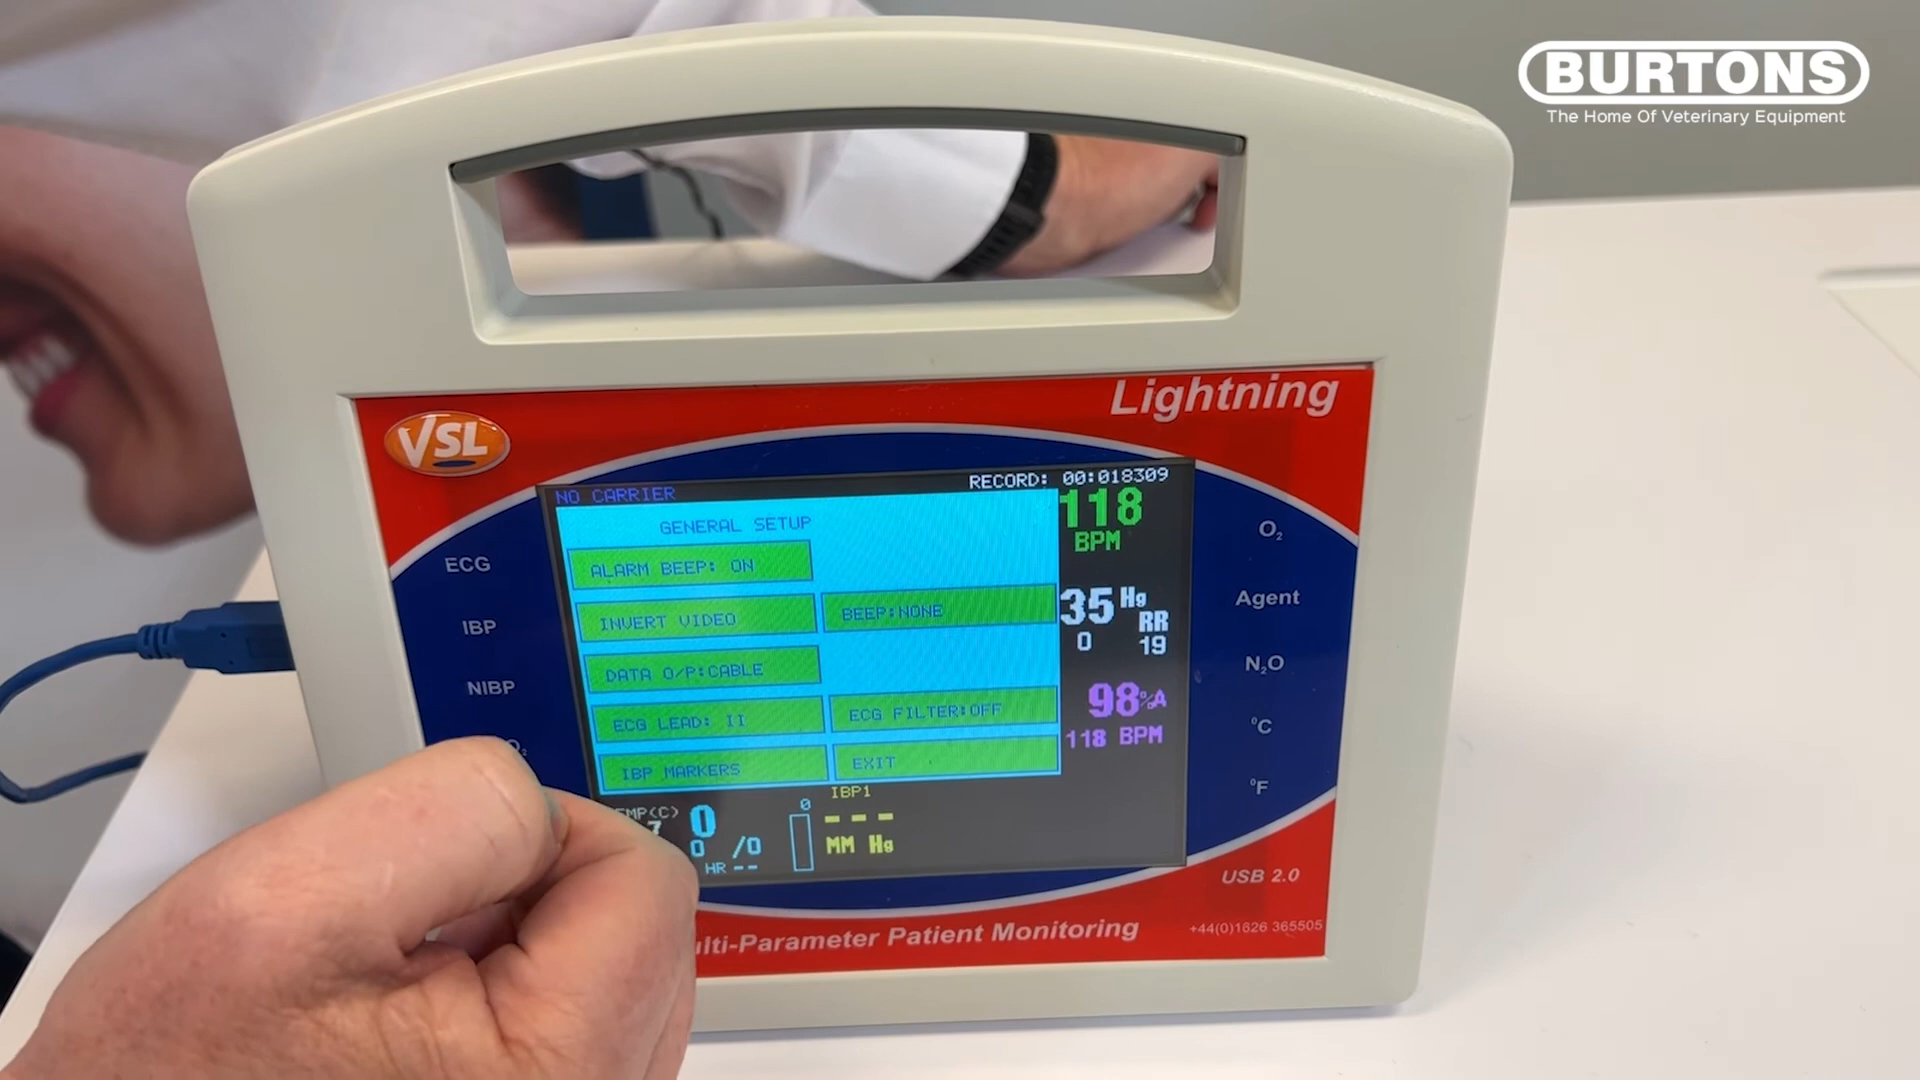 BURTONS
The Home Of Veterinary Equipment
Lightning
VSL
NO CARRIER
RECORD: 00:018309
GENERAL SETUP
ALARM BEEP: ON
INVERT VIDEO
BEEP:NONE
DATA O/P:CABLE
ECG LEAD: II
ECG FILTER:OFF
IBP MARKERS
EXIT
118
BPM
35 Hg
RR
0 19
98%A
118 BPM
ECG
IBP
NIBP
O₂
Agent
N₂O
°C
°F
EMP(C)
7
0
0 /0
HR --
0
IBP1
---
MM Hg
USB 2.0
lti-Parameter Patient Monitoring
+44(0)1626 365505